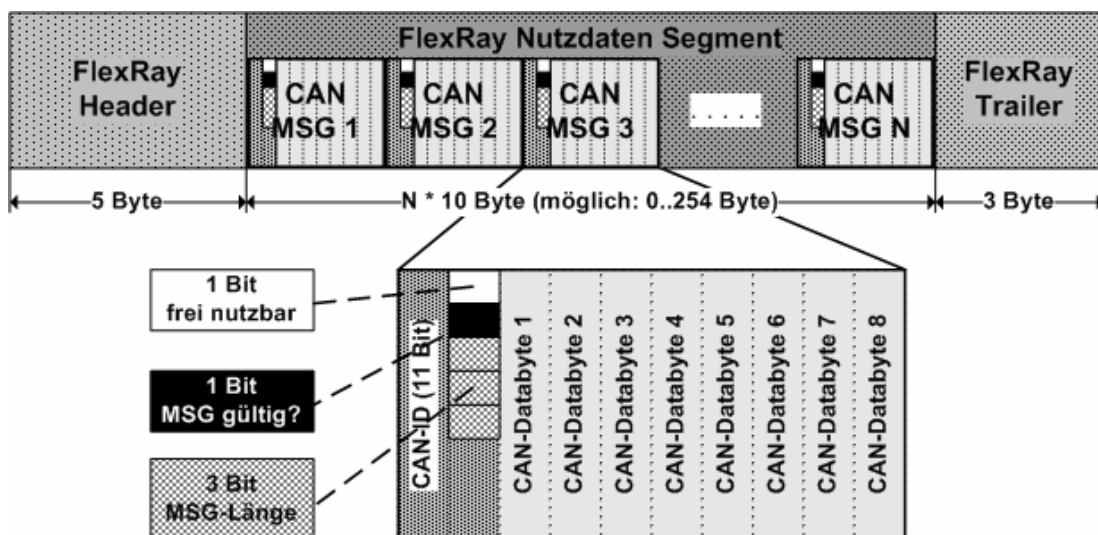 FlexRay Nutzdaten Segment
FlexRay
Header
CAN
MSG 1
CAN
MSG 2
CAN
MSG 3
. . . . .
CAN
MSG N
FlexRay
Trailer
5 Byte
N * 10 Byte (möglich: 0..254 Byte)
3 Byte
1 Bit
frei nutzbar
1 Bit
MSG gültig?
3 Bit
MSG-Länge
CAN-ID (11 Bit)
CAN-Databyte 1
CAN-Databyte 2
CAN-Databyte 3
CAN-Databyte 4
CAN-Databyte 5
CAN-Databyte 6
CAN-Databyte 7
CAN-Databyte 8